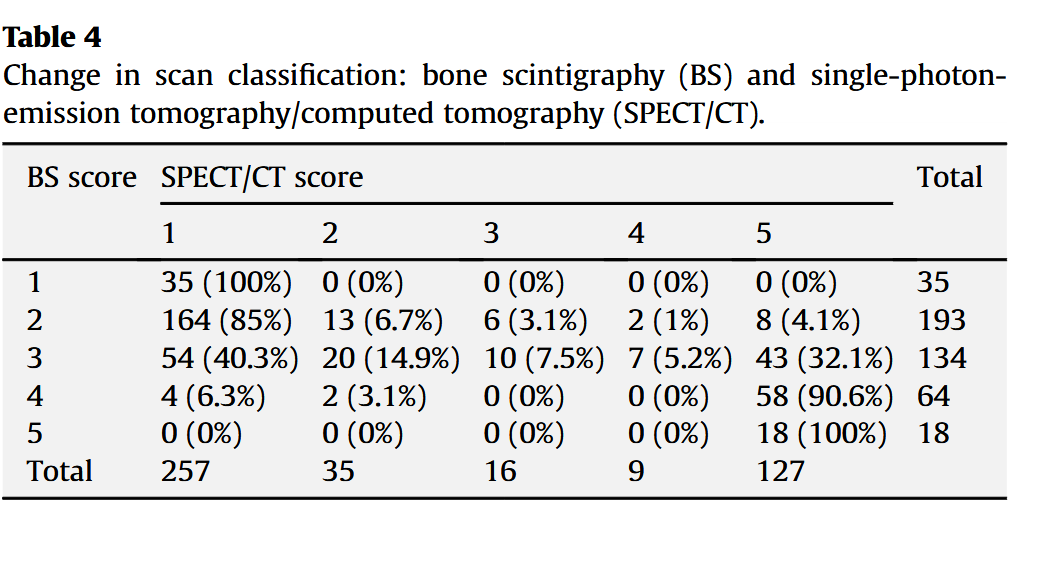 Table 4
Change in scan classification: bone scintigraphy (BS) and single-photon-
emission tomography/computed tomography (SPECT/CT).
BS score SPECT/CT score Total
1 2 3 4 5
1 35 (100%) 0 (0%) 0 (0%) 0 (0%) 0 (0%) 35
2 164 (85%) 13 (6.7%) 6 (3.1%) 2 (1%) 8 (4.1%) 193
3 54 (40.3%) 20 (14.9%) 10 (7.5%) 7 (5.2%) 43 (32.1%) 134
4 4 (6.3%) 2 (3.1%) 0 (0%) 0 (0%) 58 (90.6%) 64
5 0 (0%) 0 (0%) 0 (0%) 0 (0%) 18 (100%) 18
Total 257 35 16 9 127